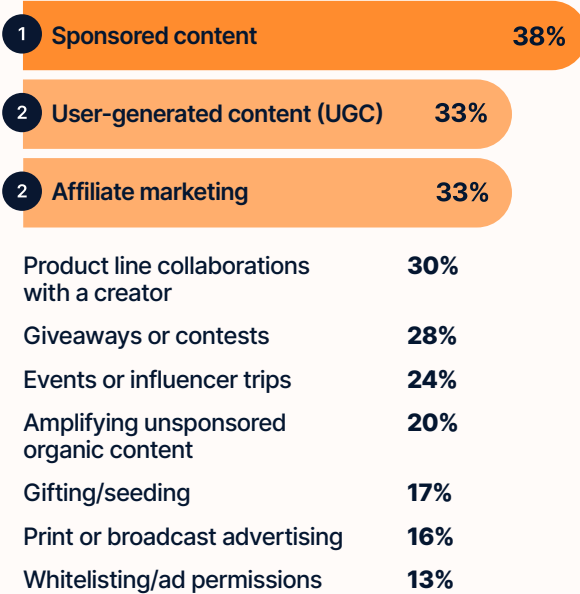 1 Sponsored content 38%
2 User-generated content (UGC) 33%
2 Affiliate marketing 33%
Product line collaborations 30%
with a creator
Giveaways or contests 28%
Events or influencer trips 24%
Amplifying unsponsored 20%
organic content
Gifting/seeding 17%
Print or broadcast advertising 16%
Whitelisting/ad permissions 13%